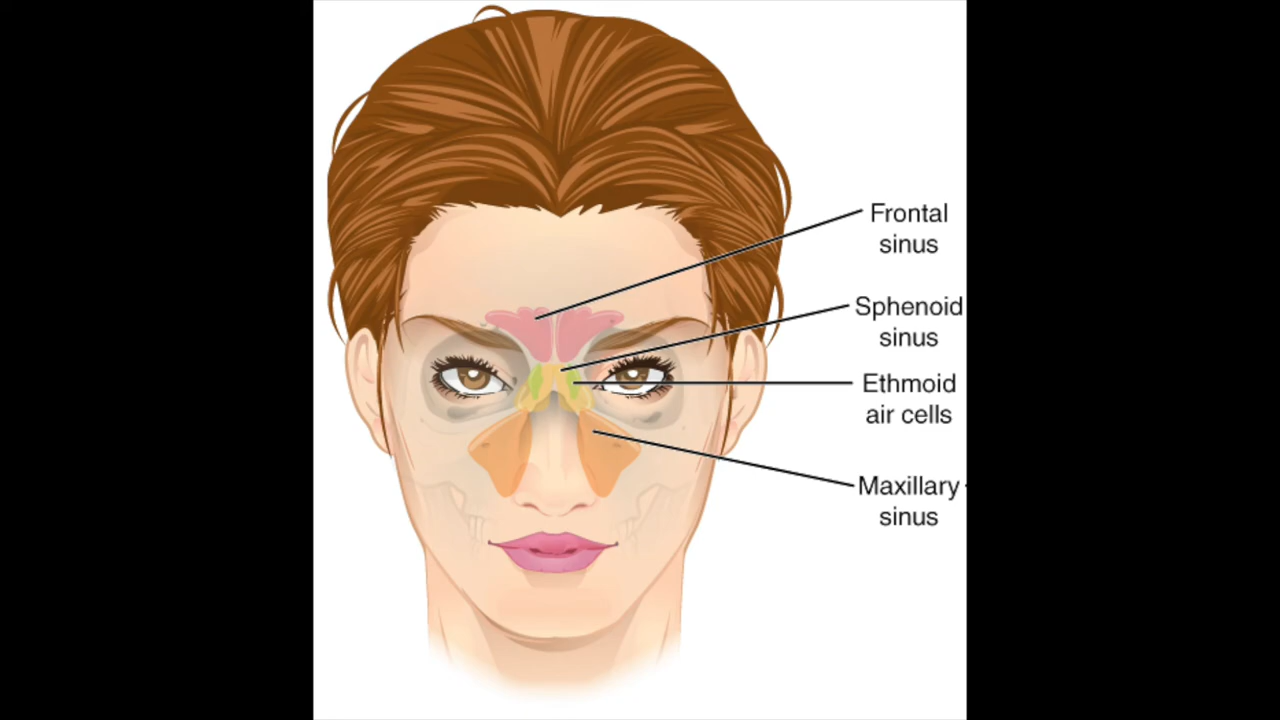 Frontal
sinus
Sphenoid
sinus
Ethmoid
air cells
Maxillary
sinus